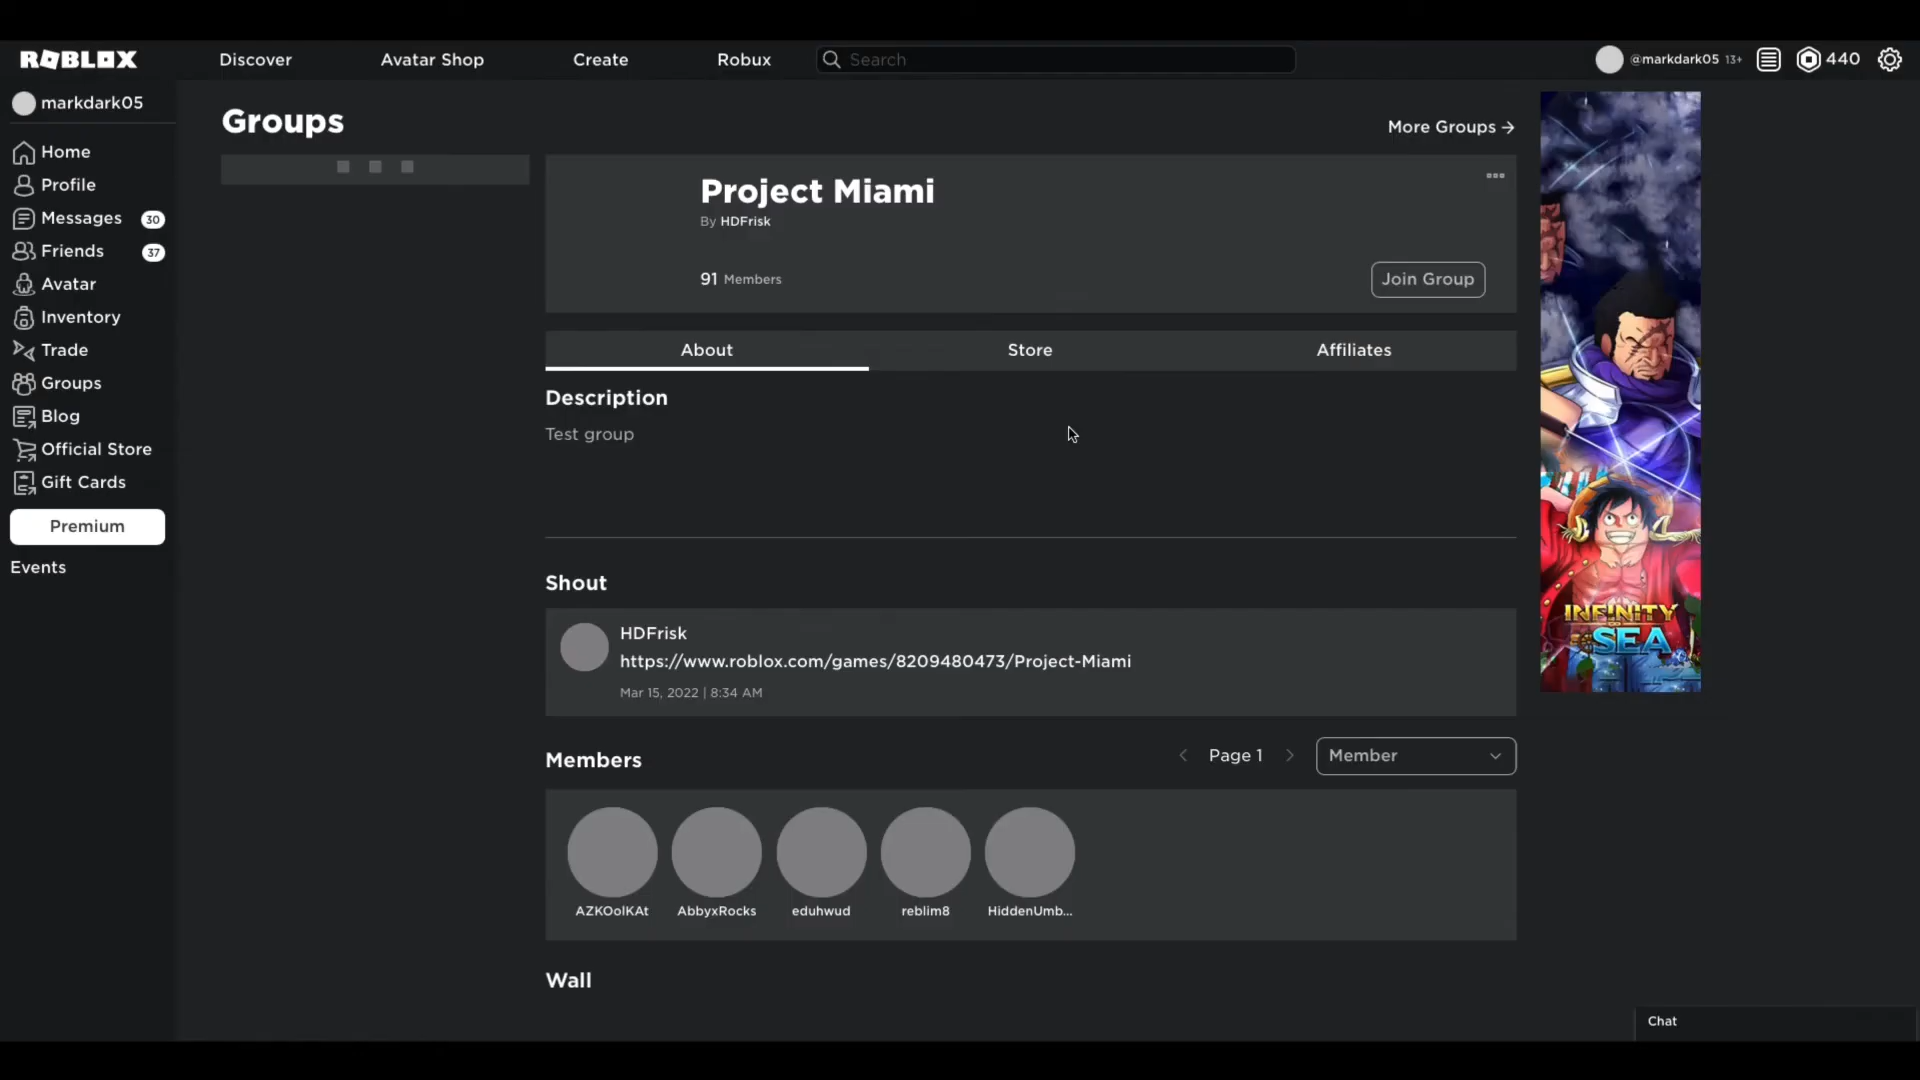 ROBLOX
Discover
Avatar Shop
Create
Robux
Search
@markdark05 13+
440
markdark05
Home
Profile
Messages 30
Friends 37
Avatar
Inventory
Trade
Groups
Blog
Official Store
Gift Cards
Premium
Events
Groups
More Groups →
Project Miami
By HDFrisk
91 Members
Join Group
About
Store
Affiliates
Description
Test group
Shout
HDFrisk
https://www.roblox.com/games/8209480473/Project-Miami
Mar 15, 2022 | 8:34 AM
Members
Page 1
Member
AZKOolKAt
AbbyxRocks
eduhwud
reblim8
HiddenUmb...
Wall
INFINITY
SEA
Chat